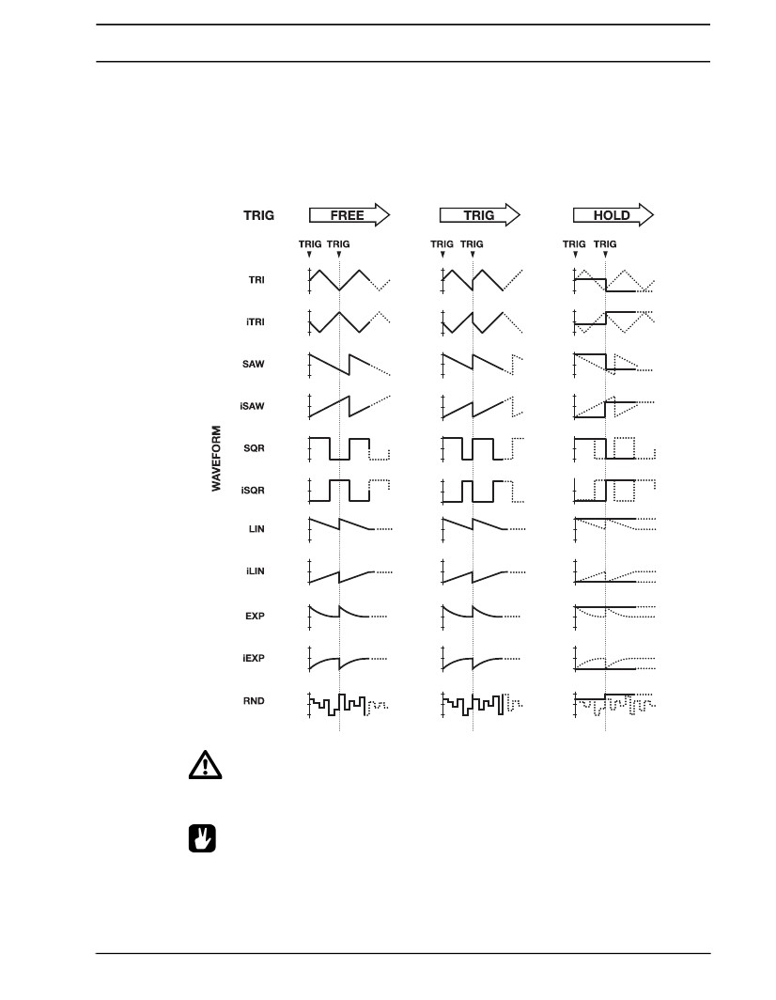 TRIG FREE TRIG HOLD
TRIG TRIG TRIG TRIG TRIG TRIG
TRI
iTRI
SAW
iSAW
WAVEFORM
SQR
iSQR
LIN
iLIN
EXP
iEXP
RND